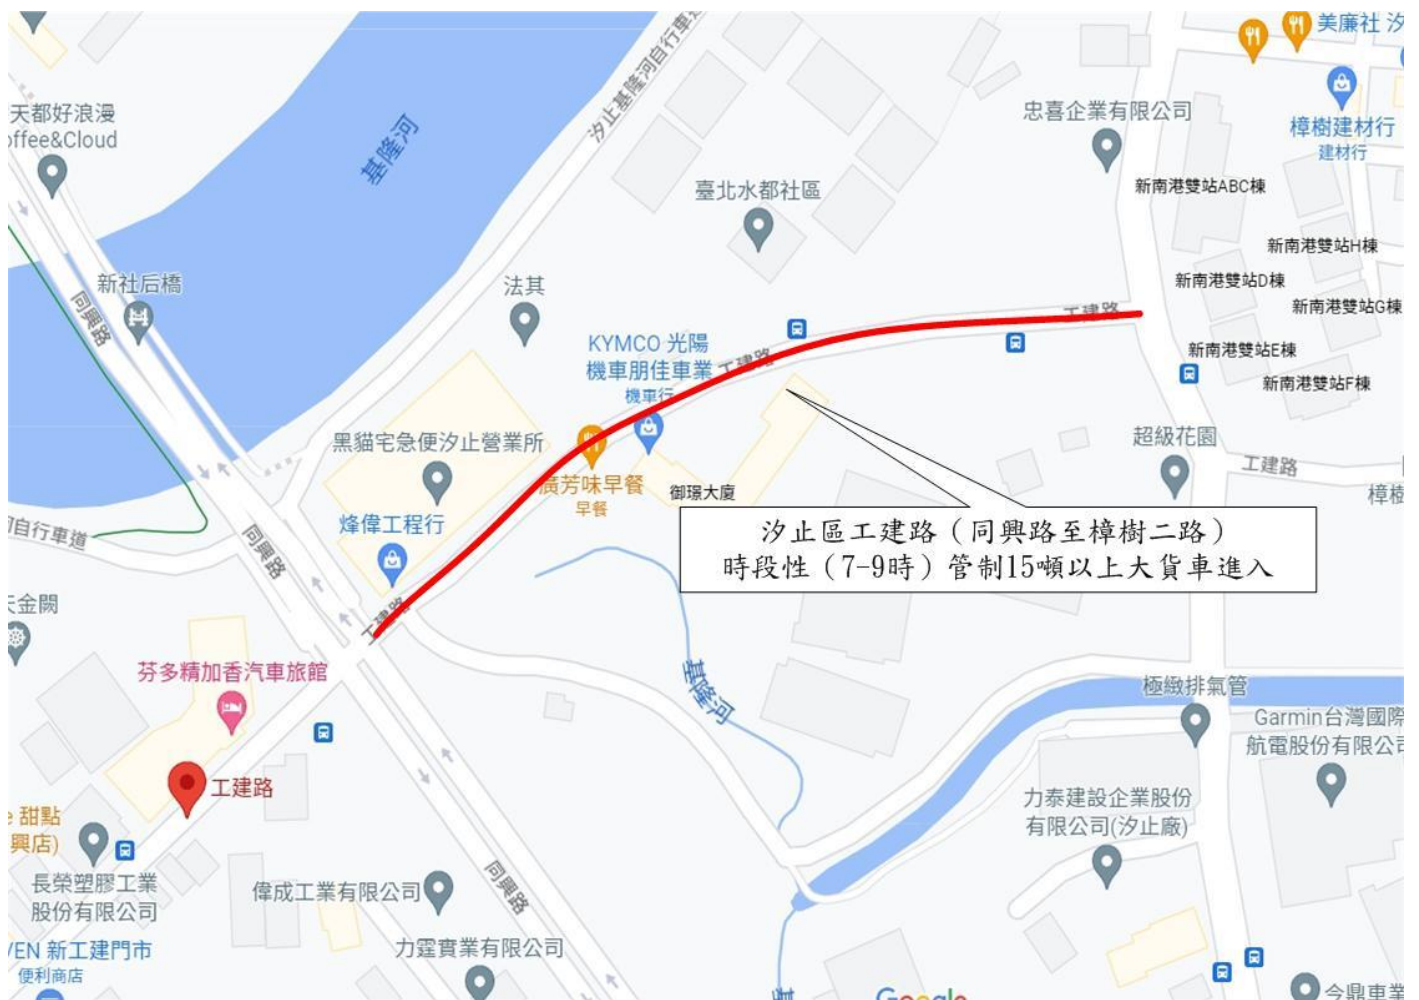 美廉社 汐
天都好浪漫
offee&Cloud
汐止基隆河自行車道
基隆河
忠喜企業有限公司
樟樹建材行
建材行
臺北水都社區
新南港雙站ABC棟
新南港雙站H棟
新社后橋
法其
新南港雙站D棟
新南港雙站G棟
同興路
工建路
KYMCO 光陽
機車朋佳車業
機車行
工建路
新南港雙站E棟
新南港雙站F棟
黑貓宅急便汐止營業所
超級花園
工建路
廣芳味早餐
早餐
御璟大廈
樟樹
烽偉工程行
河自行車道
同興路
汐止區工建路（同興路至樟樹二路）
時段性（7-9時）管制15噸以上大貨車進入
天金闕
工建路
芬多精加香汽車旅館
基隆河
極緻排氣管
Garmin台灣國際
航電股份有限公司
工建路
力泰建設企業股份
有限公司(汐止廠)
e 甜點
興店)
長榮塑膠工業
股份有限公司
偉成工業有限公司
同興路
VEN 新工建門市
便利商店
力霆實業有限公司
基
Google
今鼎車業